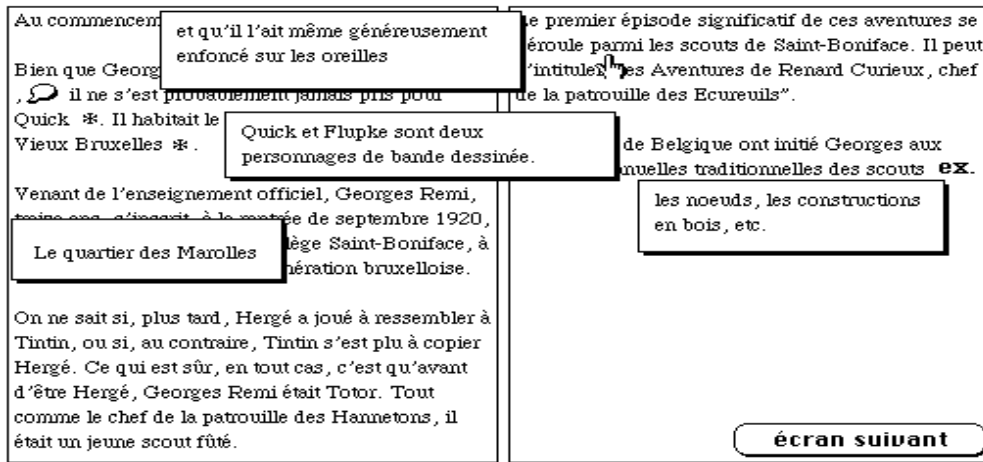 Au commencem
et qu'il l'ait même généreusement
enfoncé sur les oreilles
Bien que Georg
, il ne s'est probablement jamais pris pour
Quick *. Il habitait le
Vieux Bruxelles *.
Quick et Flupke sont deux
personnages de bande dessinée.
Venant de l'enseignement officiel, Georges Remi,
treize ans, s'inscrit, à la rentrée de septembre 1920,
lège Saint-Boniface, à
nération bruxelloise.
Le quartier des Marolles
On ne sait si, plus tard, Hergé a joué à ressembler à
Tintin, ou si, au contraire, Tintin s'est plu à copier
Hergé. Ce qui est sûr, en tout cas, c'est qu'avant
d'être Hergé, Georges Remi était Totor. Tout
comme le chef de la patrouille des Hannetons, il
était un jeune scout fûté.
e premier épisode significatif de ces aventures se
éroule parmi les scouts de Saint-Boniface. Il peut
'intituler es Aventures de Renard Curieux, chef
de la patrouille des Ecureuils".
de Belgique ont initié Georges aux
nuelles traditionnelles des scouts ex.
les noeuds, les constructions
en bois, etc.
écran suivant